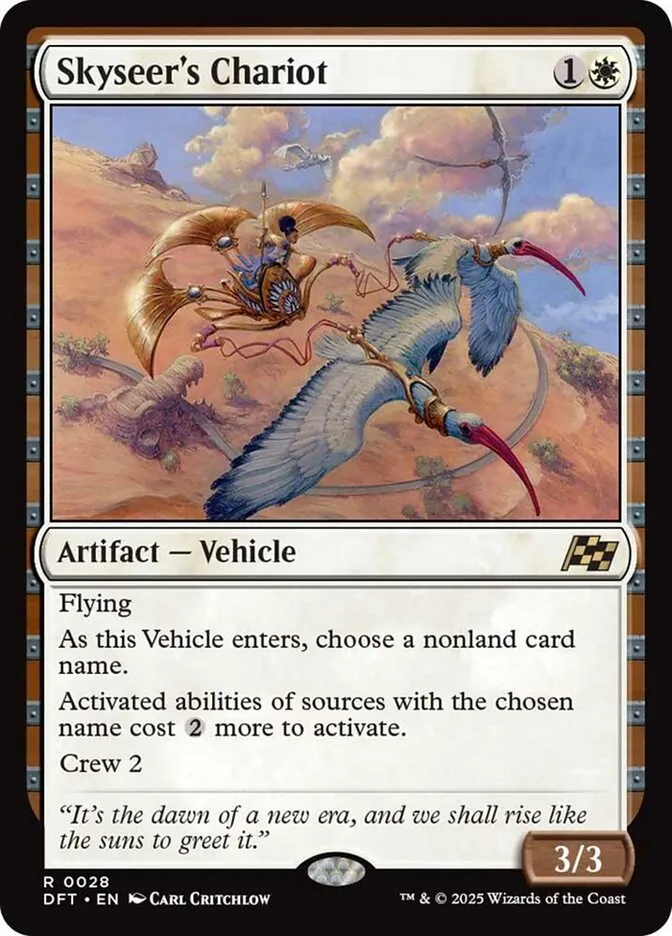 Skyseer's Chariot 1
Artifact — Vehicle
Flying
As this Vehicle enters, choose a nonland card
name.
Activated abilities of sources with the chosen
name cost 2 more to activate.
Crew 2
“It's the dawn of a new era, and we shall rise like
the suns to greet it.”
3/3
R 0028
DFT • EN Carl Critchlow
™ & © 2025 Wizards of the Coast